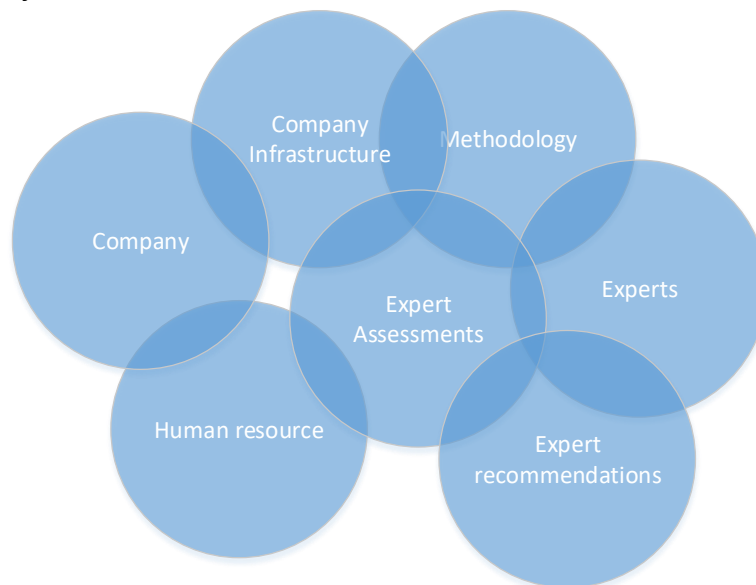 Company
Infrastructure
Methodology
Company
Experts
Expert
Assessments
Human resource
Expert
recommendations